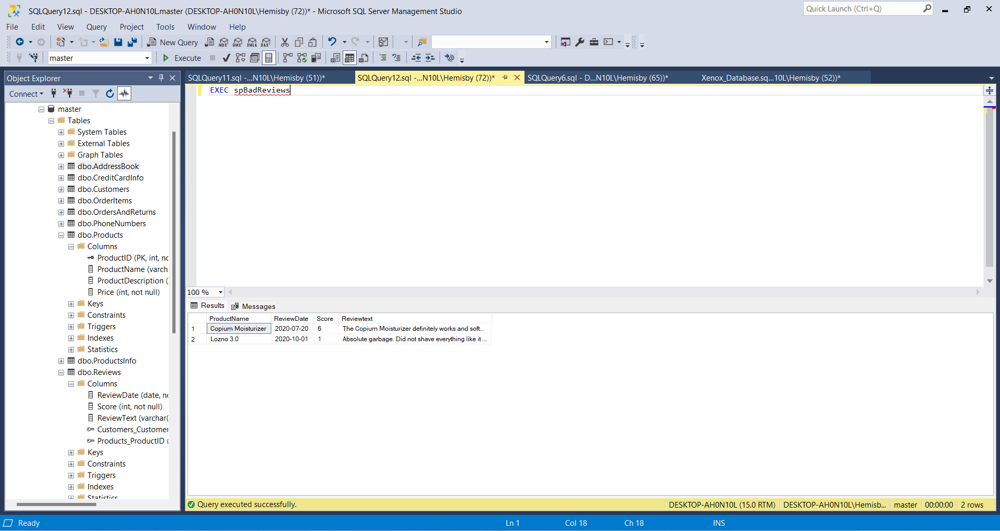 SQLQuery12.sql - DESKTOP-AH0N10L.master (DESKTOP-AH0N10L\Hemisby (72))* - Microsoft SQL Server Management Studio
Quick Launch (Ctrl+Q)
File Edit View Query Project Tools Window Help
New Query MDX DMX XMLA DAX
master Execute
Object Explorer
SQLQuery11.sql -...N10L\Hemisby (51))* SQLQuery12.sql -...N10L\Hemisby (72))* SQLQuery6.sql - D...N10L\Hemisby (65))* Xenox_Database.sq...10L\Hemisby (52))*
Connect
EXEC spBadReviews
master
Tables
System Tables
External Tables
Graph Tables
dbo.AddressBook
dbo.CreditCardInfo
dbo.Customers
dbo.OrderItems
dbo.OrdersAndReturns
dbo.PhoneNumbers
dbo.Products
Columns
ProductID (PK, int, nc
ProductName (varch
ProductDescription (
Price (int, not null)
Keys
Constraints
Triggers
Indexes
Statistics
dbo.ProductsInfo
dbo.Reviews
Columns
ReviewDate (date, nc
Score (int, not null)
ReviewText (varchar(
Customers_Customer
Products_ProductID (
Keys
Constraints
Triggers
Indexes
Statistics
100 %
Results Messages
ProductName ReviewDate Score Reviewtext
1 Copium Moisturizer 2020-07-20 6 The Copium Moisturizer definitely works and soft...
2 Lozno 3.0 2020-10-01 1 Absolute garbage. Did not shave everything like it ...
Query executed successfully. DESKTOP-AH0N10L (15.0 RTM) DESKTOP-AH0N10L\Hemisb... master 00:00:00 2 rows
Ready Ln 1 Col 18 Ch 18 INS